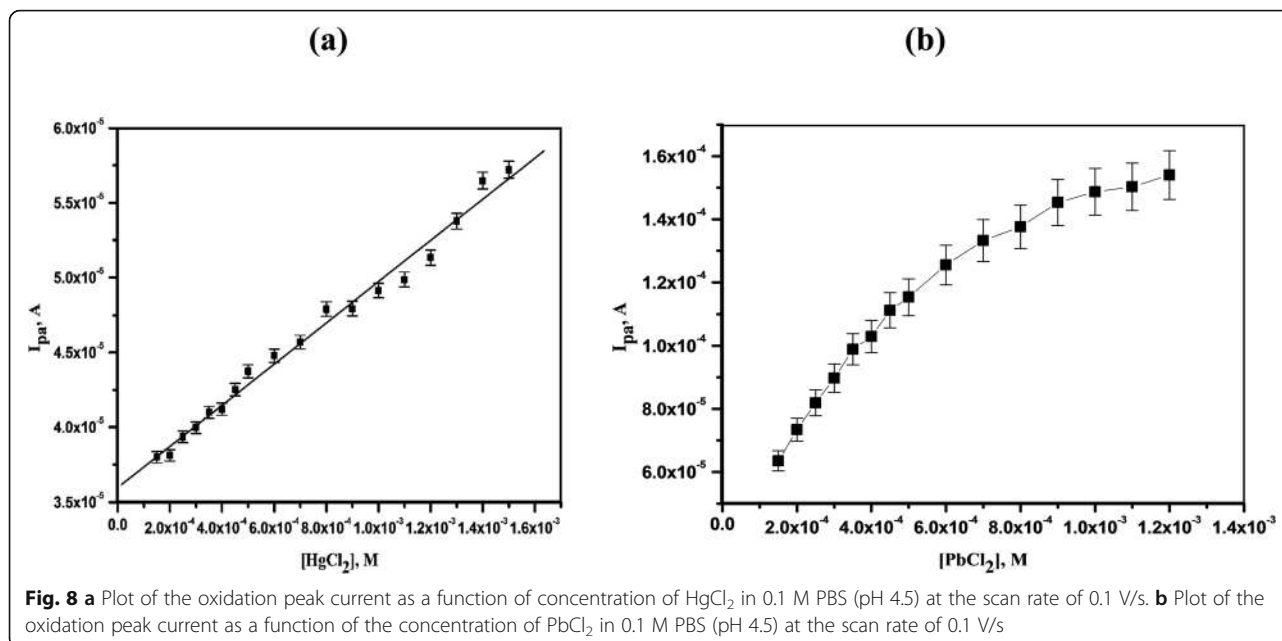 (a)
(b)
6.0x10⁻⁵
5.5x10⁻⁵
5.0x10⁻⁵
4.5x10⁻⁵
4.0x10⁻⁵
3.5x10⁻⁵
Iₚₐ, A
0.0 2.0x10⁻⁴ 4.0x10⁻⁴ 6.0x10⁻⁴ 8.0x10⁻⁴ 1.0x10⁻³ 1.2x10⁻³ 1.4x10⁻³ 1.6x10⁻³
[HgCl₂], M
1.6x10⁻⁴
1.4x10⁻⁴
1.2x10⁻⁴
1.0x10⁻⁴
8.0x10⁻⁵
6.0x10⁻⁵
Iₚₐ, A
0.0 2.0x10⁻⁴ 4.0x10⁻⁴ 6.0x10⁻⁴ 8.0x10⁻⁴ 1.0x10⁻³ 1.2x10⁻³ 1.4x10⁻³
[PbCl₂], M
Fig. 8 a Plot of the oxidation peak current as a function of concentration of HgCl₂ in 0.1 M PBS (pH 4.5) at the scan rate of 0.1 V/s. b Plot of the
oxidation peak current as a function of the concentration of PbCl₂ in 0.1 M PBS (pH 4.5) at the scan rate of 0.1 V/s